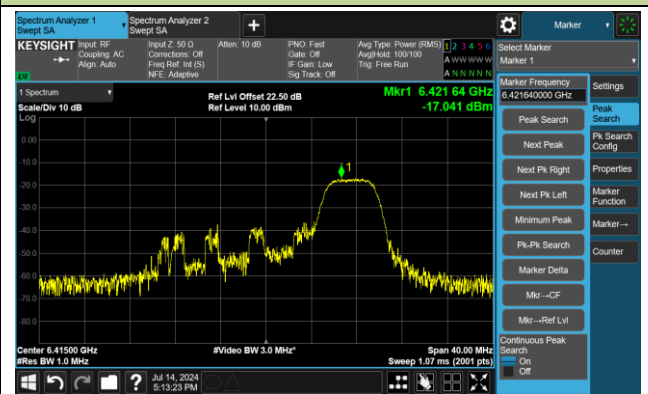 Spectrum Analyzer 1
Swept SA
Spectrum Analyzer 2
Swept SA
+
Marker
KEYSIGHT
Input: RF
Coupling: AC
Align: Auto
Input Z: 50 Ω
Corrections: Off
Freq Ref: Int (S)
NFE: Adaptive
Atten: 10 dB
PNO: Fast
Gate: Off
IF Gain: Low
Sig Track: Off
Avg Type: Power (RMS)
Avg|Hold: 100/100
Trig: Free Run
1 2 3 4 5 6
A W W W W W
A N N N N N
LXI
Select Marker
Marker 1
1 Spectrum
Scale/Div 10 dB
Log
Ref Lvl Offset 22.50 dB
Ref Level 10.00 dBm
Mkr1 6.421 64 GHz
-17.041 dBm
0.00
-10.0
-20.0
-30.0
-40.0
-50.0
-60.0
-70.0
-80.0
1
Center 6.41500 GHz
#Res BW 1.0 MHz
#Video BW 3.0 MHz*
Span 40.00 MHz
Sweep 1.07 ms (2001 pts)
Marker Frequency
6.421640000 GHz
Peak Search
Next Peak
Next Pk Right
Next Pk Left
Minimum Peak
Pk-Pk Search
Marker Delta
Mkr→CF
Mkr→Ref Lvl
Continuous Peak
Search
On
Off
Settings
Peak
Search
Pk Search
Config
Properties
Marker
Function
Marker→
Counter
?
Jul 14, 2024
5:13:23 PM